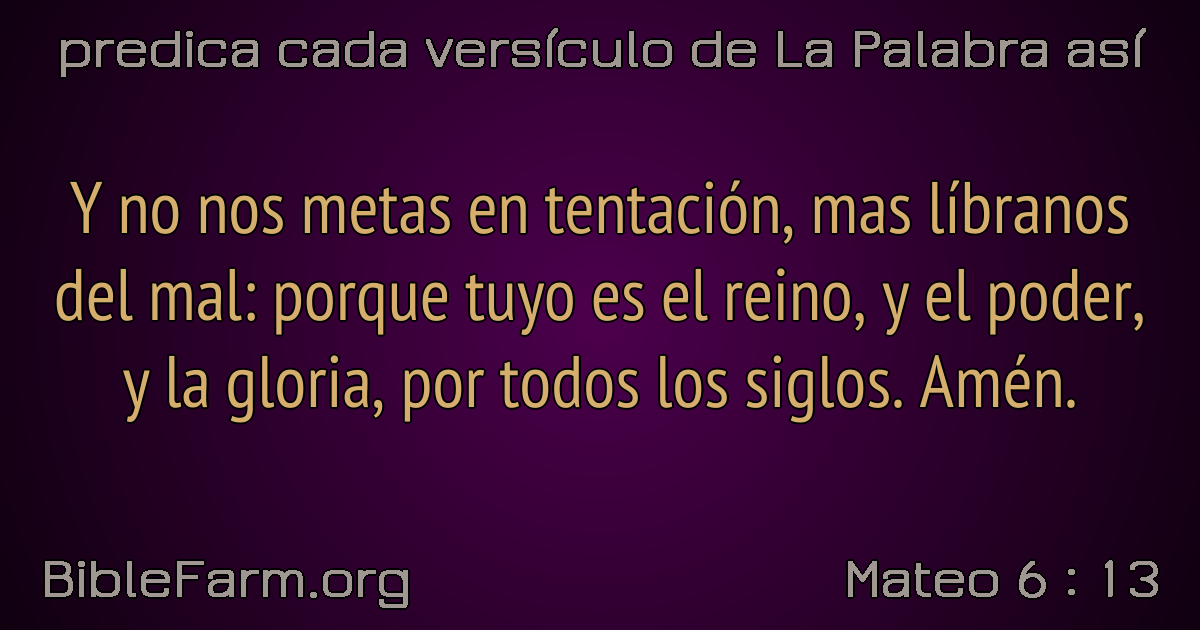 predica cada versículo de La Palabra así
Y no nos metas en tentación, mas líbranos
del mal: porque tuyo es el reino, y el poder,
y la gloria, por todos los siglos. Amén.
BibleFarm.org
Mateo 6 : 13